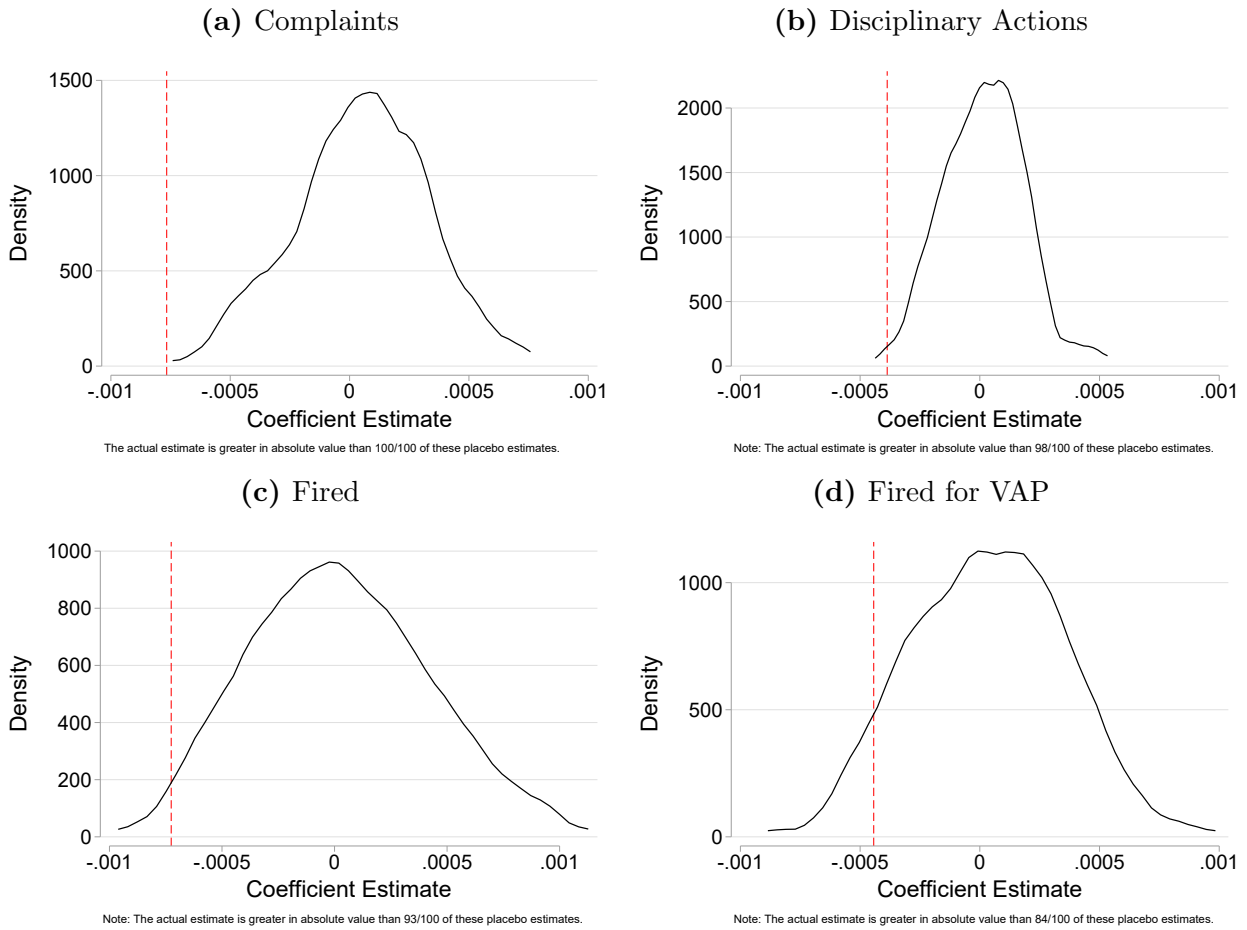 (a) Complaints
(b) Disciplinary Actions
1500
1000
500
0
Density
-.001
-.0005
0
.0005
.001
Coefficient Estimate
The actual estimate is greater in absolute value than 100/100 of these placebo estimates.
2000
1500
1000
500
0
Density
-.001
-.0005
0
.0005
.001
Coefficient Estimate
Note: The actual estimate is greater in absolute value than 98/100 of these placebo estimates.
(c) Fired
(d) Fired for VAP
1000
800
600
400
200
0
Density
-.001
-.0005
0
.0005
.001
Coefficient Estimate
Note: The actual estimate is greater in absolute value than 93/100 of these placebo estimates.
1000
500
0
Density
-.001
-.0005
0
.0005
.001
Coefficient Estimate
Note: The actual estimate is greater in absolute value than 84/100 of these placebo estimates.